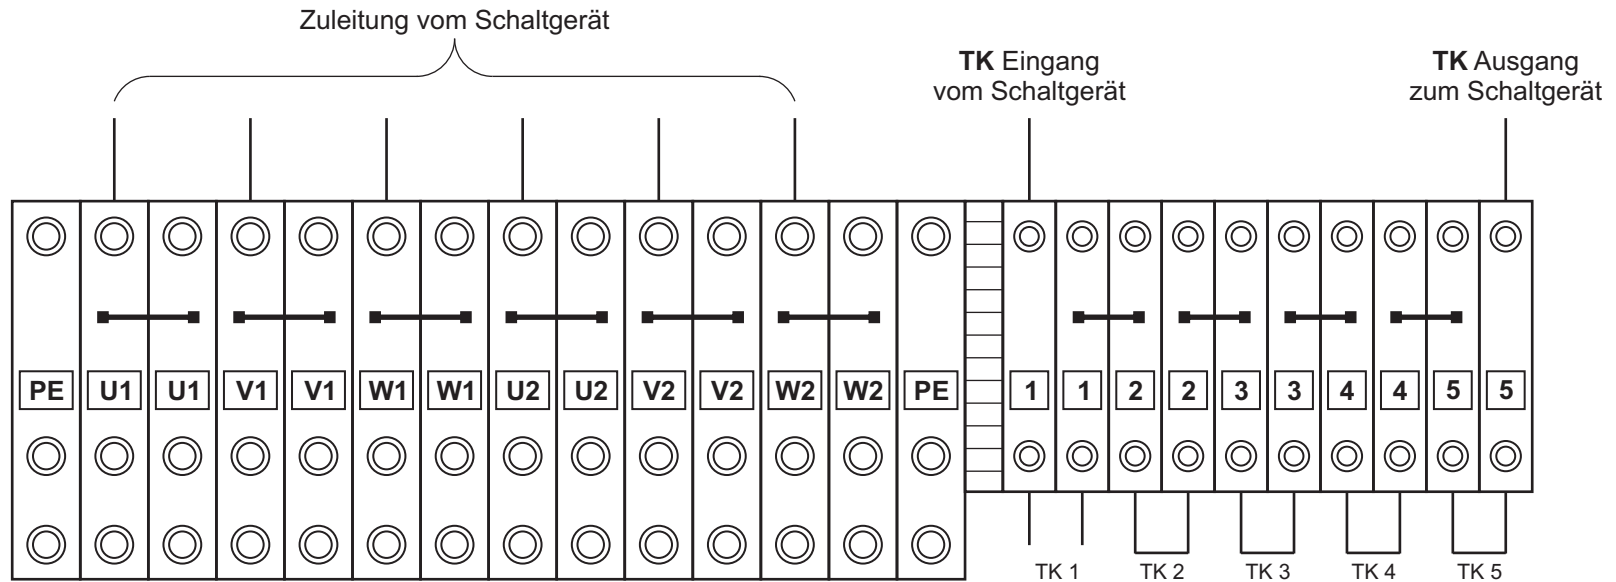 Zuleitung vom Schaltgerät
TK Eingang
vom Schaltgerät
TK Ausgang
zum Schaltgerät
PE U1 U1 V1 V1 W1 W1 U2 U2 V2 V2 W2 W2 PE 1 1 2 2 3 3 4 4 5 5
TK 1 TK 2 TK 3 TK 4 TK 5